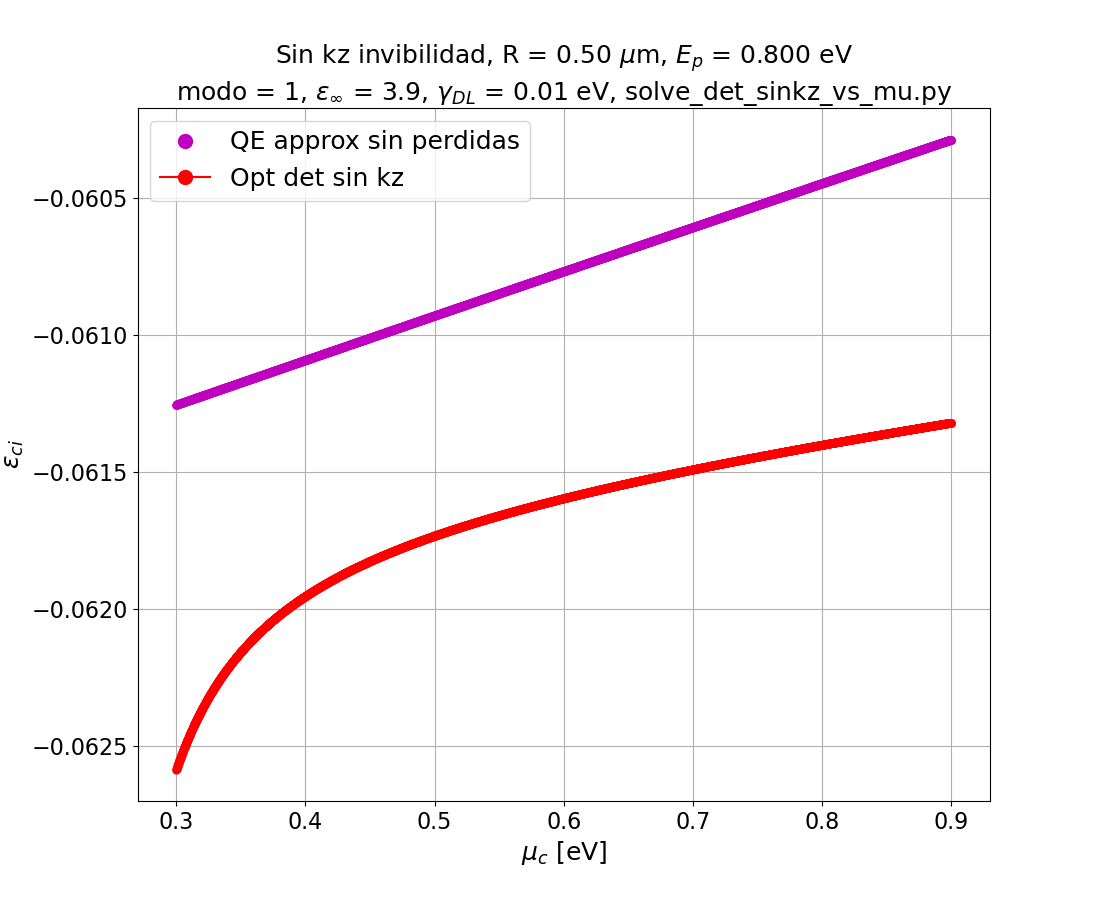 Sin kz invibilidad, R = 0.50 μm, E_p = 0.800 eV
modo = 1, ε_∞ = 3.9, γ_DL = 0.01 eV, solve_det_sinkz_vs_mu.py
QE approx sin perdidas
Opt det sin kz
−0.0605
−0.0610
−0.0615
−0.0620
−0.0625
ε_ci
0.3 0.4 0.5 0.6 0.7 0.8 0.9
μ_c [eV]